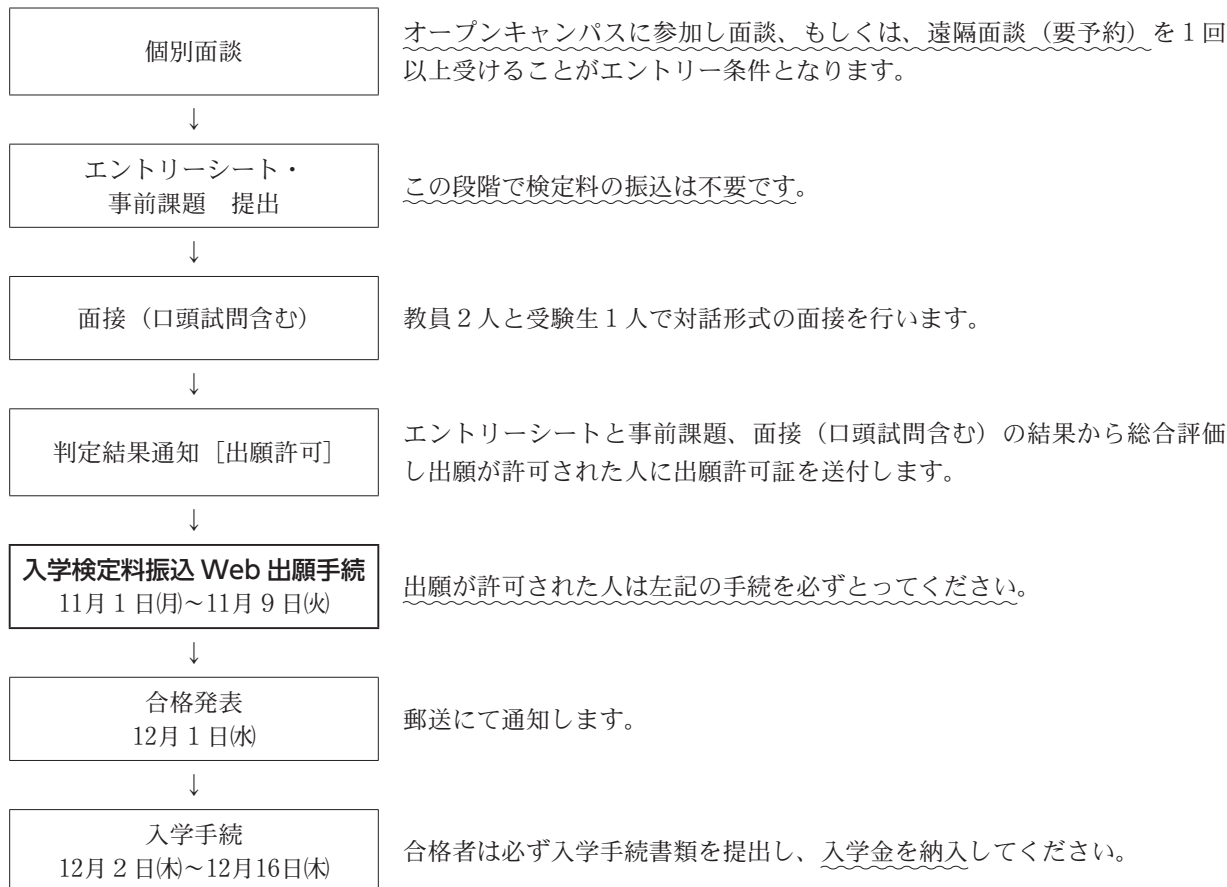 個別面談
オープンキャンパスに参加し面談、もしくは、遠隔面談（要予約）を１回
以上受けることがエントリー条件となります。
↓
エントリーシート・
事前課題　提出
この段階で検定料の振込は不要です。
↓
面接（口頭試問含む）
教員２人と受験生１人で対話形式の面接を行います。
↓
判定結果通知［出願許可］
エントリーシートと事前課題、面接（口頭試問含む）の結果から総合評価
し出願が許可された人に出願許可証を送付します。
↓
入学検定料振込 Web 出願手続
11月１日㈪～11月９日㈫
出願が許可された人は左記の手続を必ずとってください。
↓
合格発表
12月１日㈬
郵送にて通知します。
↓
入学手続
12月２日㈭～12月16日㈭
合格者は必ず入学手続書類を提出し、入学金を納入してください。